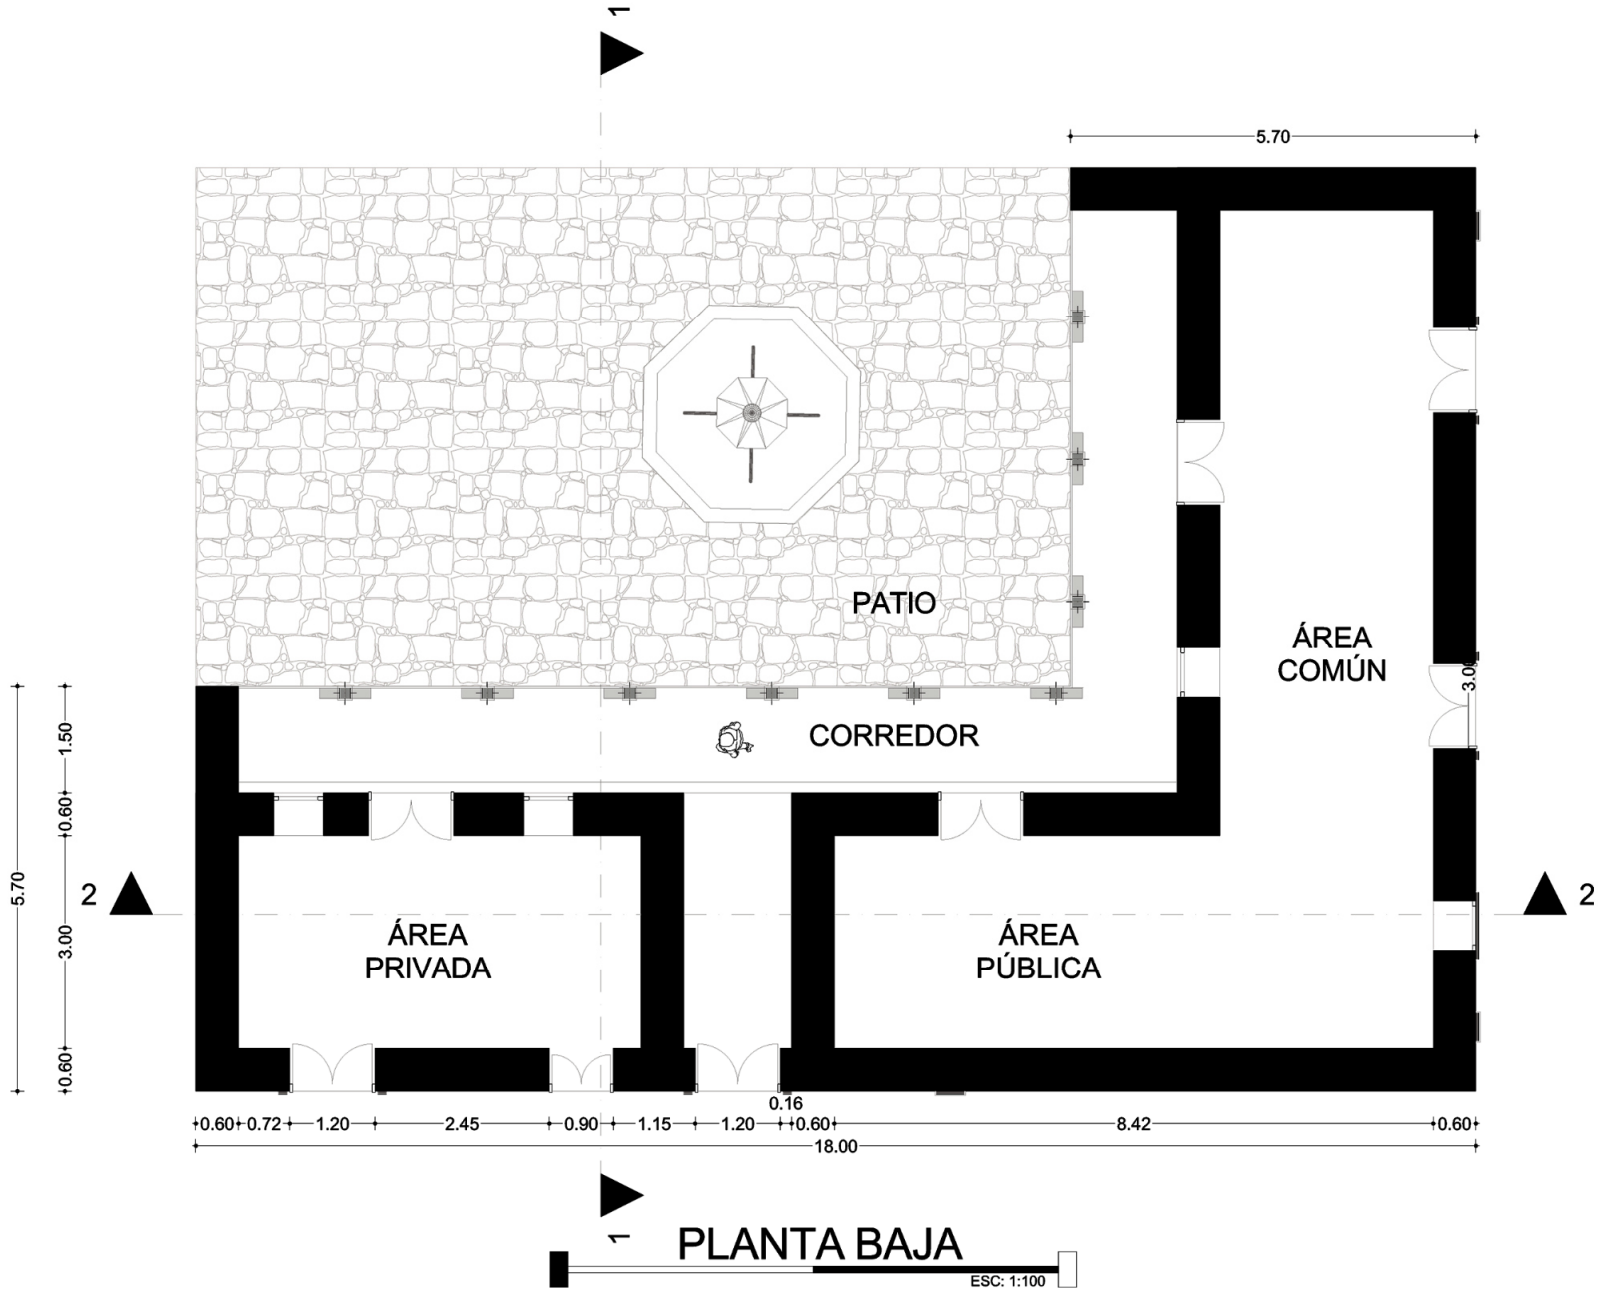 1
5.70
PATIO
ÁREA
COMÚN
3.00
CORREDOR
1.50
0.60
5.70
3.00
0.60
2
2
ÁREA
PRIVADA
ÁREA
PÚBLICA
0.16
0.60 0.72 1.20 2.45 0.90 1.15 1.20 0.60 8.42 0.60
18.00
1
PLANTA BAJA
ESC: 1:100